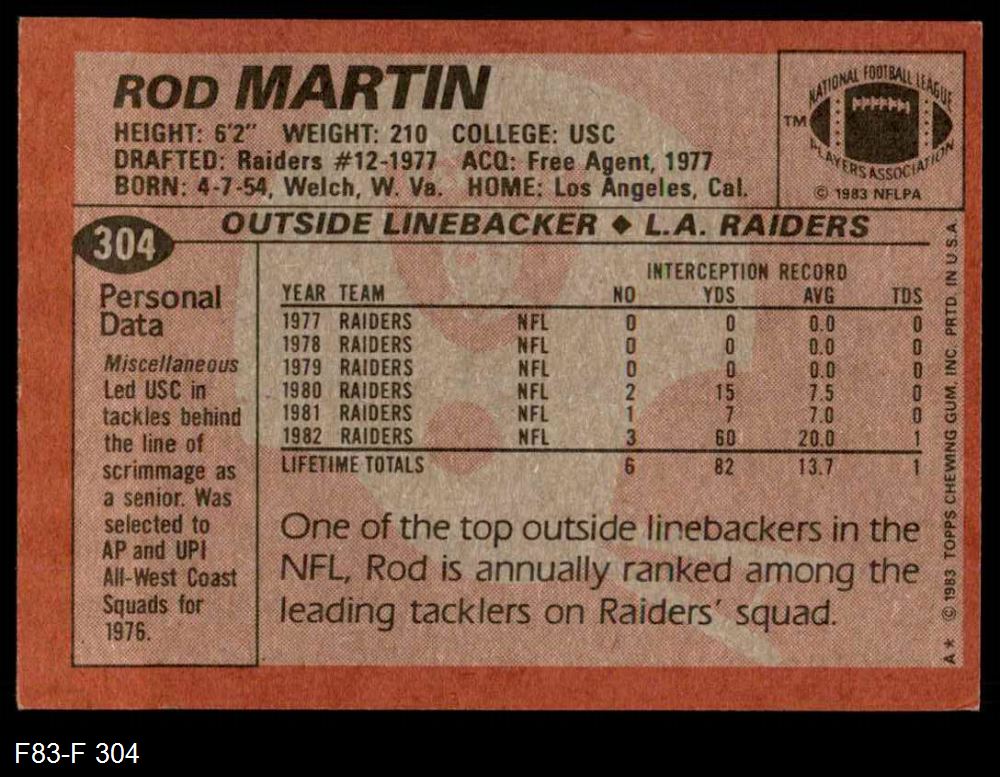 ROD MARTIN
HEIGHT: 6'2" WEIGHT: 210 COLLEGE: USC
DRAFTED: Raiders #12-1977 ACQ: Free Agent, 1977
BORN: 4-7-54, Welch, W. Va. HOME: Los Angeles, Cal.
NATIONAL FOOTBALL LEAGUE
TM
PLAYERS ASSOCIATION
© 1983 NFLPA
304
OUTSIDE LINEBACKER ♦ L.A. RAIDERS
Personal
Data
Miscellaneous
Led USC in
tackles behind
the line of
scrimmage as
a senior. Was
selected to
AP and UPI
All-West Coast
Squads for
1976.
INTERCEPTION RECORD
YEAR TEAM NO YDS AVG TDS
1977 RAIDERS NFL 0 0 0.0 0
1978 RAIDERS NFL 0 0 0.0 0
1979 RAIDERS NFL 0 0 0.0 0
1980 RAIDERS NFL 2 15 7.5 0
1981 RAIDERS NFL 1 7 7.0 0
1982 RAIDERS NFL 3 60 20.0 1
LIFETIME TOTALS 6 82 13.7 1
One of the top outside linebackers in the
NFL, Rod is annually ranked among the
leading tacklers on Raiders' squad.
A* © 1983 TOPPS CHEWING GUM, INC. PRTD. IN U.S.A.
F83-F 304